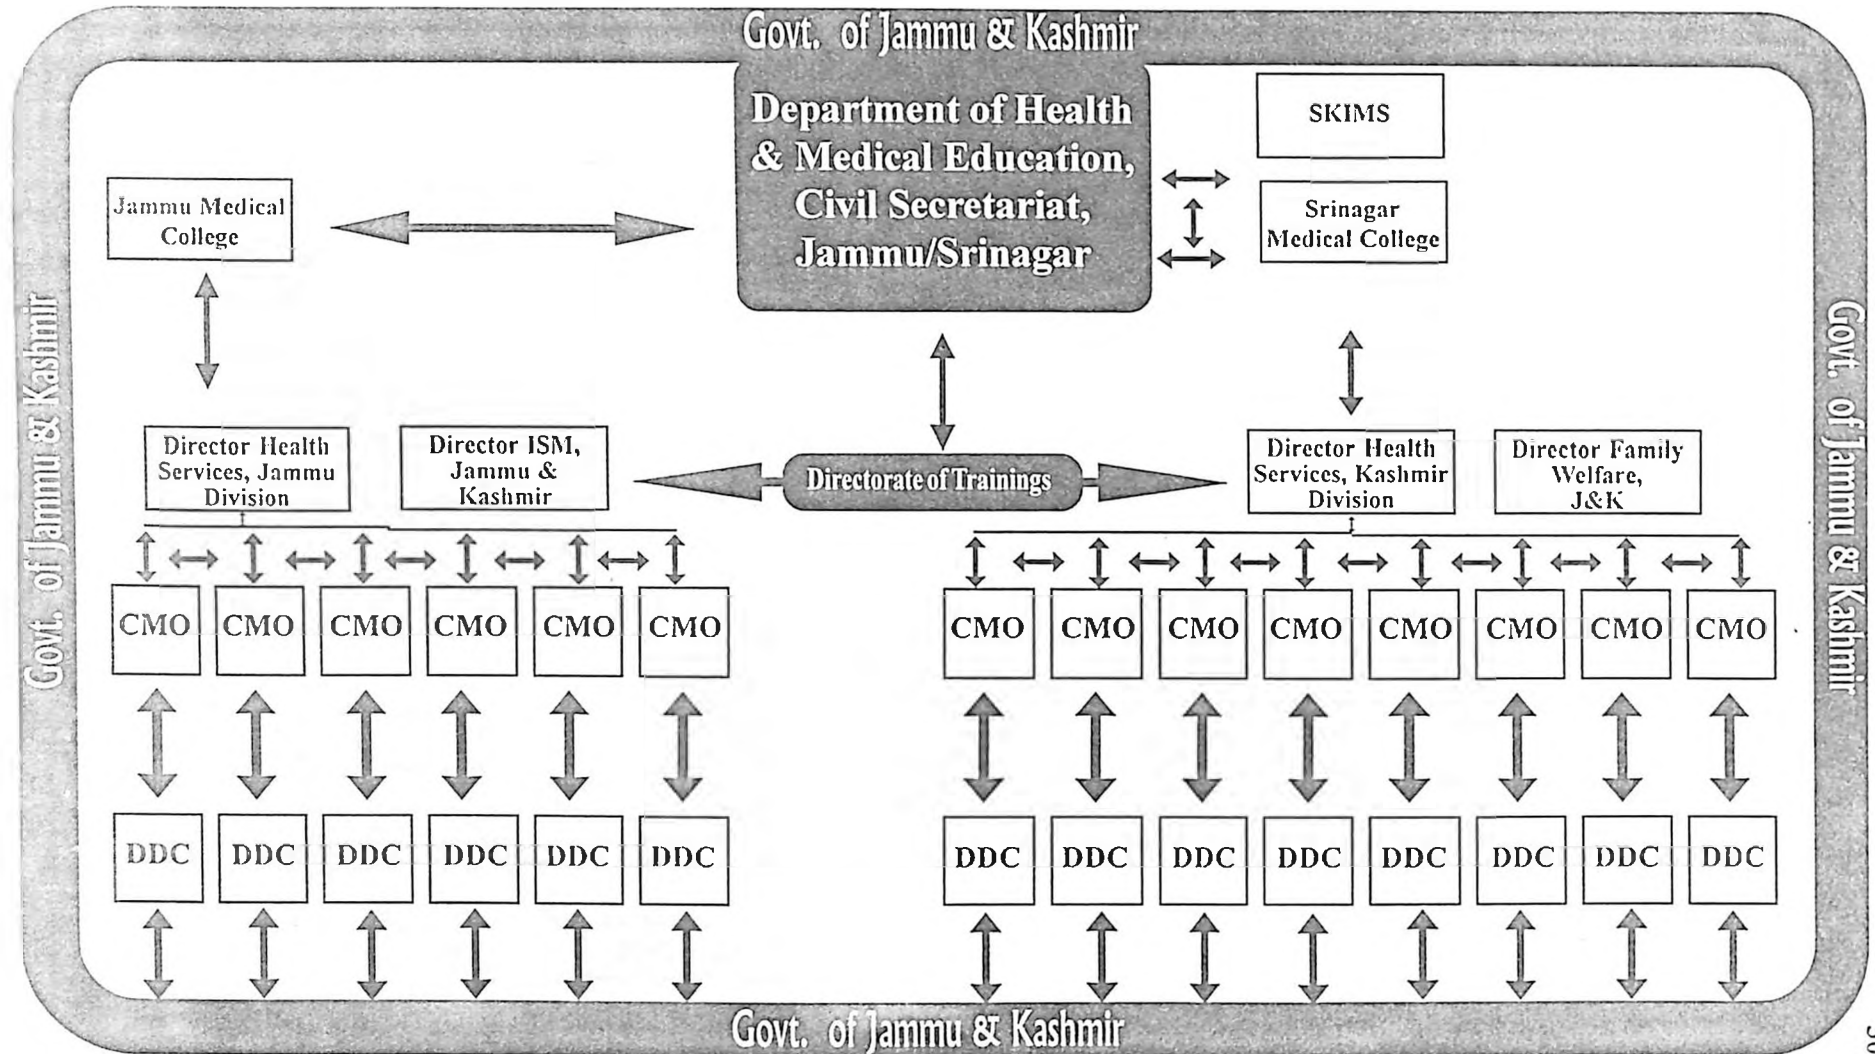 Govt. of Jammu & Kashmir
Department of Health
& Medical Education,
Civil Secretariat,
Jammu/Srinagar
SKIMS
Jammu Medical
College
Srinagar
Medical College
Govt. of Jammu & Kashmir
Govt. of Jammu & Kashmir
Director Health
Services, Jammu
Division
Director ISM,
Jammu &
Kashmir
Directorate of Trainings
Director Health
Services, Kashmir
Division
Director Family
Welfare,
J&K
CMO CMO CMO CMO CMO CMO CMO CMO CMO CMO CMO CMO CMO CMO
DDC DDC DDC DDC DDC DDC DDC DDC DDC DDC DDC DDC DDC DDC
Govt. of Jammu & Kashmir